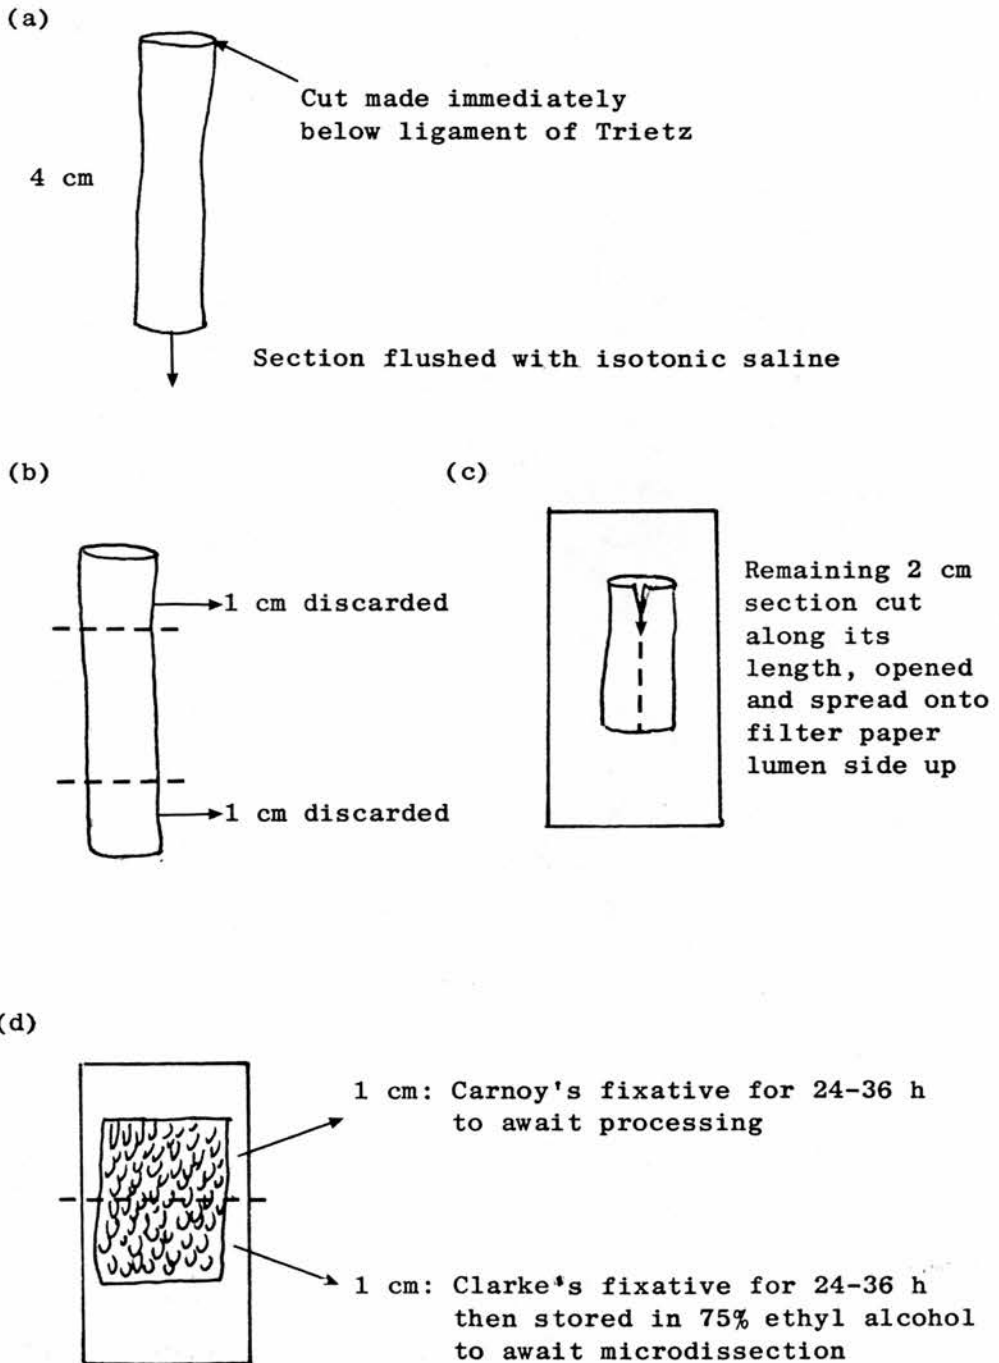 (a)
Cut made immediately
below ligament of Trietz
4 cm
Section flushed with isotonic saline
(b)
1 cm discarded
1 cm discarded
(c)
Remaining 2 cm
section cut
along its
length, opened
and spread onto
filter paper
lumen side up
(d)
1 cm: Carnoy's fixative for 24-36 h
to await processing
1 cm: Clarke's fixative for 24-36 h
then stored in 75% ethyl alcohol
to await microdissection